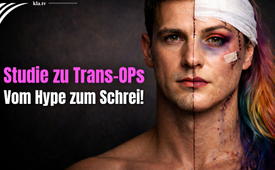 kla.tv
Studie zu Trans-OPs
Vom Hype zum Schrei!